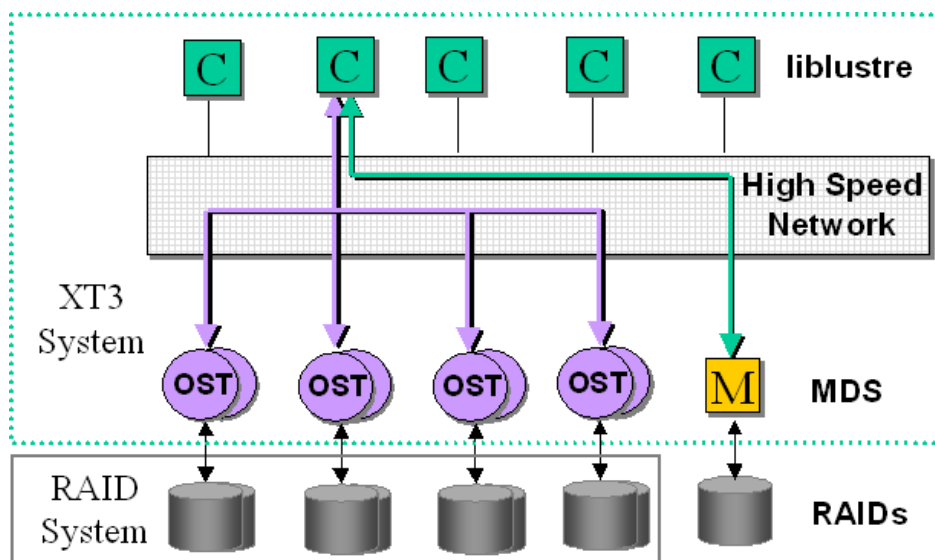 C C C C C liblustre
High Speed
Network
XT3
System
OST OST OST OST M MDS
RAID
System
RAIDs